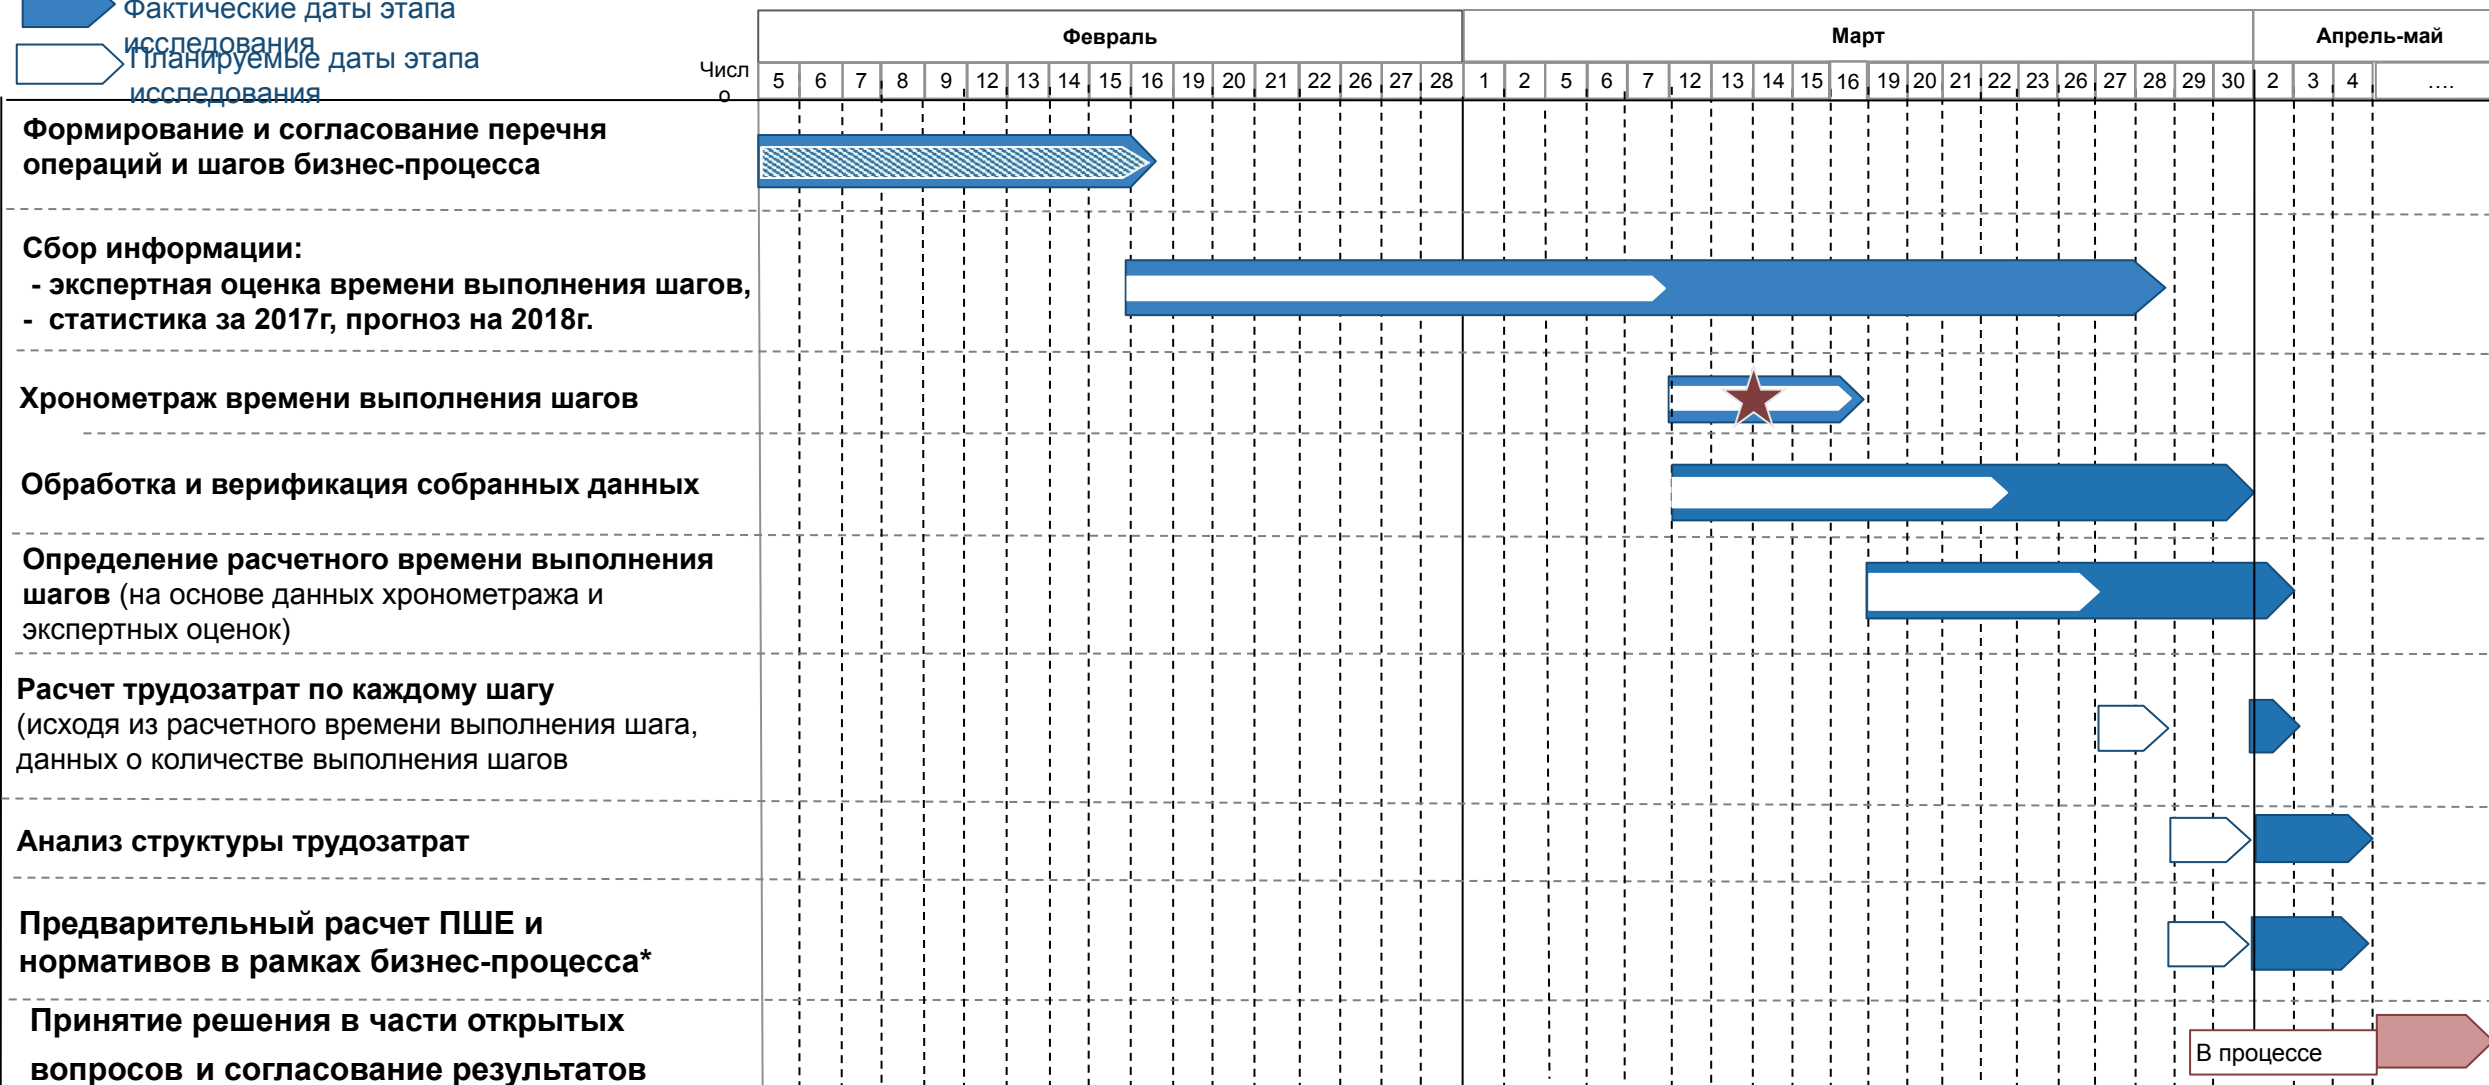 Фактические даты этапа
исследования
Планируемые даты этапа
исследования
Февраль Март Апрель-май
Числ
о
5 6 7 8 9 12 13 14 15 16 19 20 21 22 26 27 28 1 2 5 6 7 12 13 14 15 16 19 20 21 22 23 26 27 28 29 30 2 3 4 ....
Формирование и согласование перечня
операций и шагов бизнес-процесса
Сбор информации:
- экспертная оценка времени выполнения шагов,
- статистика за 2017г, прогноз на 2018г.
Хронометраж времени выполнения шагов
Обработка и верификация собранных данных
Определение расчетного времени выполнения
шагов (на основе данных хронометража и
экспертных оценок)
Расчет трудозатрат по каждому шагу
(исходя из расчетного времени выполнения шага,
данных о количестве выполнения шагов
Анализ структуры трудозатрат
Предварительный расчет ПШЕ и
нормативов в рамках бизнес-процесса*
Принятие решения в части открытых
вопросов и согласование результатов
В процессе